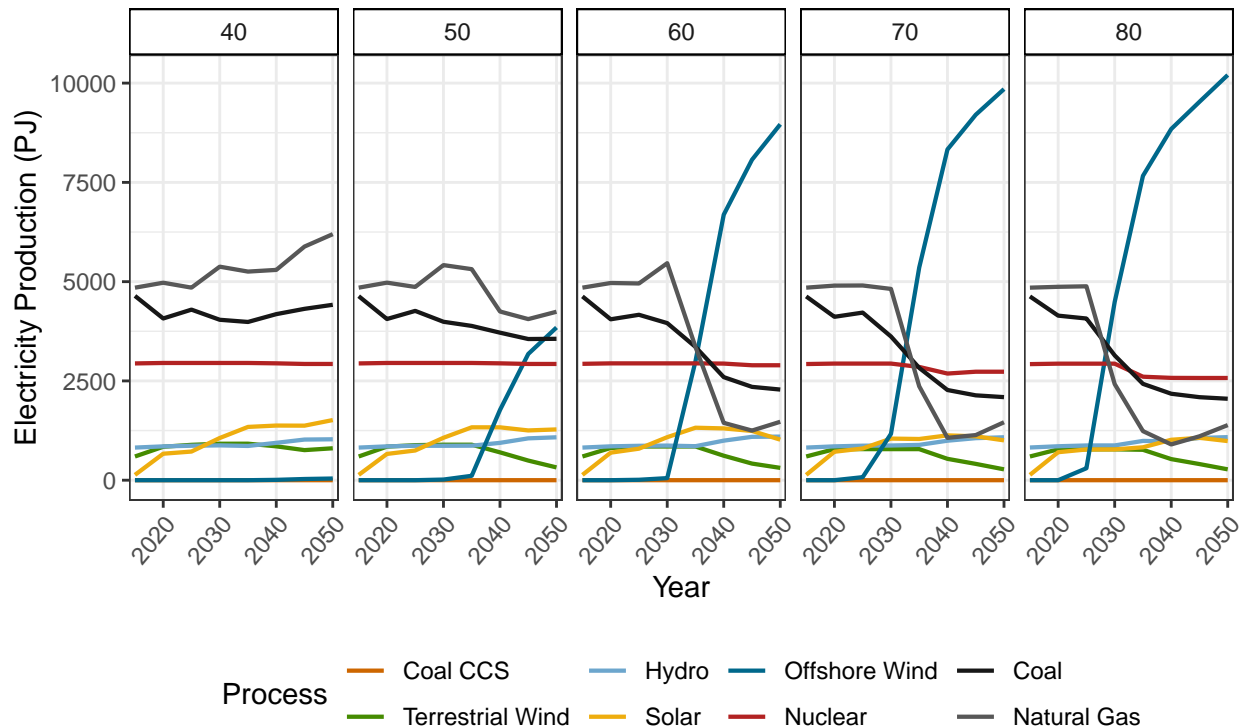 40 50 60 70 80
Electricity Production (PJ)
10000
7500
5000
2500
0
2020 2030 2040 2050 2020 2030 2040 2050 2020 2030 2040 2050 2020 2030 2040 2050 2020 2030 2040 2050
Year
Process
Coal CCS Hydro Offshore Wind Coal
Terrestrial Wind Solar Nuclear Natural Gas